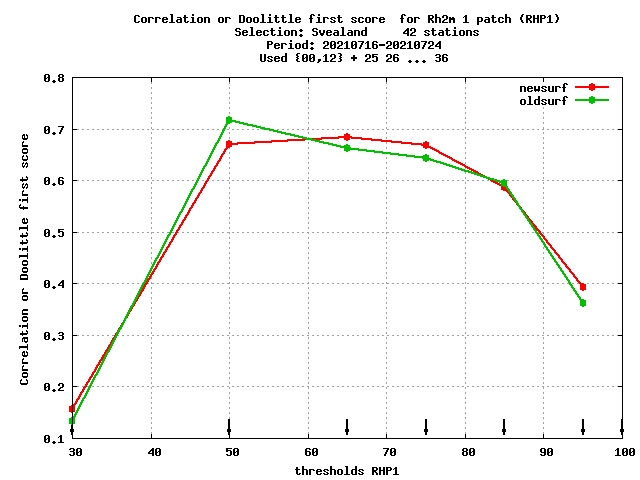 Correlation or Doolittle first score  for Rh2m 1 patch (RHP1)
Selection: Svealand     42 stations
Period: 20210716-20210724
Used {00,12} + 25 26 ... 36
newsurf
oldsurf
Correlation or Doolittle first score
0.8
0.7
0.6
0.5
0.4
0.3
0.2
0.1
30 40 50 60 70 80 90 100
thresholds RHP1